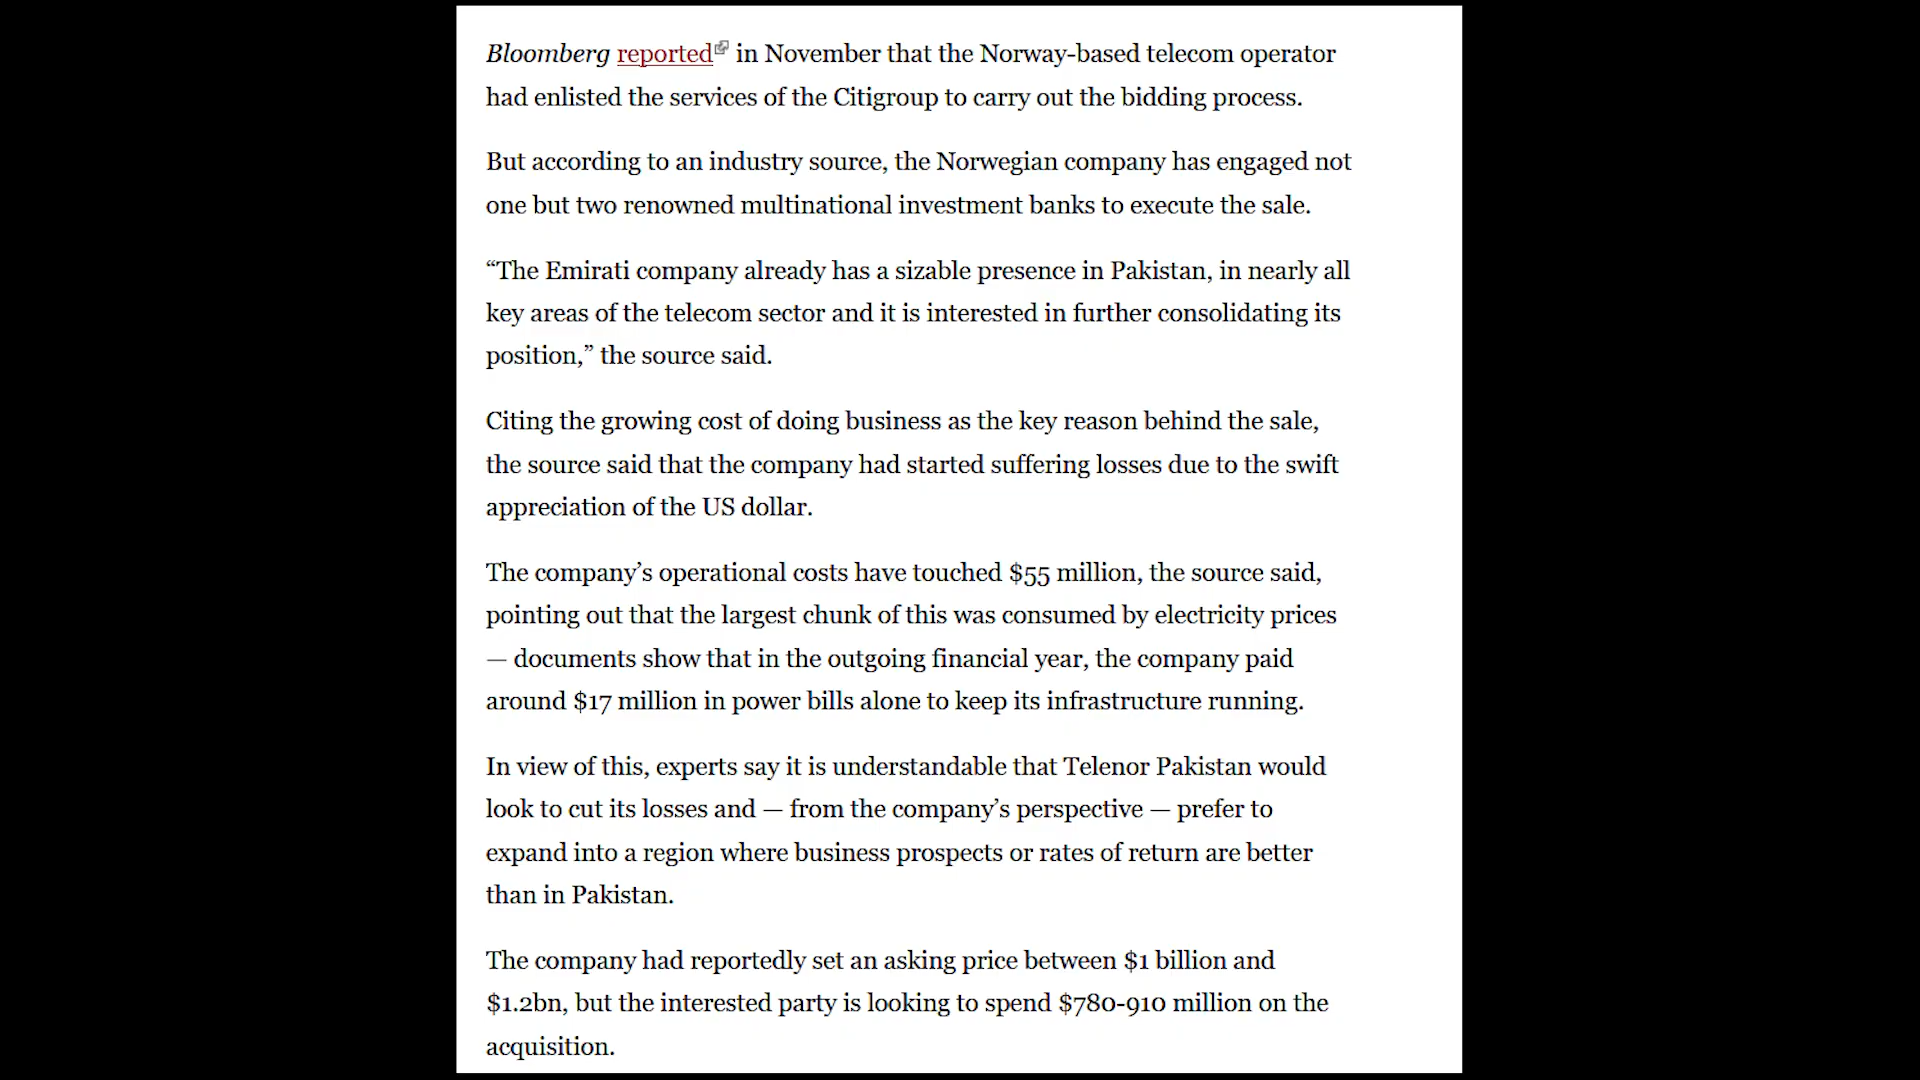 Bloomberg reported in November that the Norway-based telecom operator
had enlisted the services of the Citigroup to carry out the bidding process.
But according to an industry source, the Norwegian company has engaged not
one but two renowned multinational investment banks to execute the sale.
“The Emirati company already has a sizable presence in Pakistan, in nearly all
key areas of the telecom sector and it is interested in further consolidating its
position,” the source said.
Citing the growing cost of doing business as the key reason behind the sale,
the source said that the company had started suffering losses due to the swift
appreciation of the US dollar.
The company’s operational costs have touched $55 million, the source said,
pointing out that the largest chunk of this was consumed by electricity prices
— documents show that in the outgoing financial year, the company paid
around $17 million in power bills alone to keep its infrastructure running.
In view of this, experts say it is understandable that Telenor Pakistan would
look to cut its losses and — from the company’s perspective — prefer to
expand into a region where business prospects or rates of return are better
than in Pakistan.
The company had reportedly set an asking price between $1 billion and
$1.2bn, but the interested party is looking to spend $780-910 million on the
acquisition.